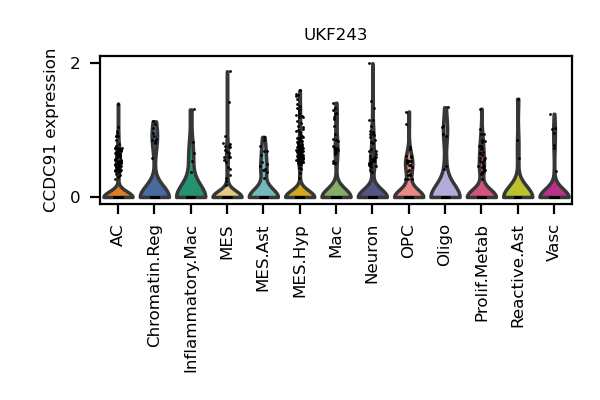 UKF243
CCDC91 expression
2
0
AC
Chromatin.Reg
Inflammatory.Mac
MES
MES.Ast
MES.Hyp
Mac
Neuron
OPC
Oligo
Prolif.Metab
Reactive.Ast
Vasc